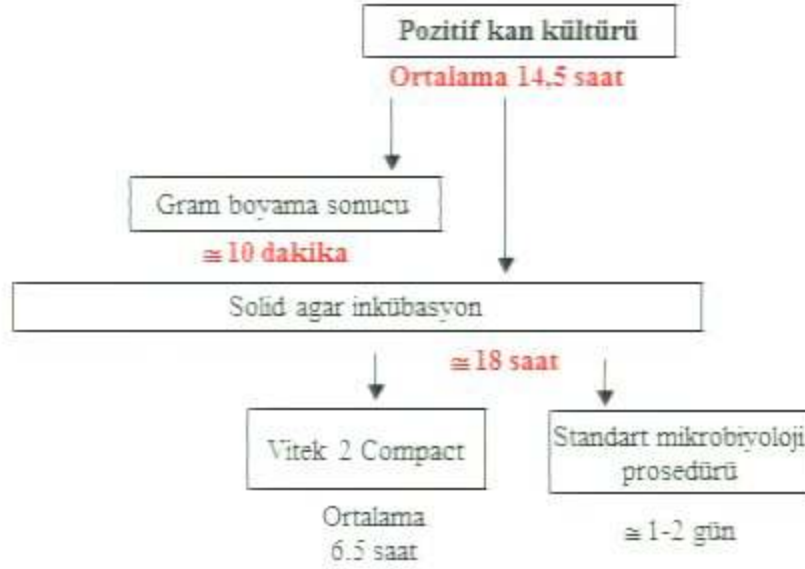 Pozitif kan kültürü
Ortalama 14,5 saat
Gram boyama sonucu
≅ 10 dakika
Solid agar inkübasyon
≅ 18 saat
Vitek 2 Compact
Ortalama
6.5 saat
Standart mikrobiyoloji
prosedürü
≅ 1-2 gün